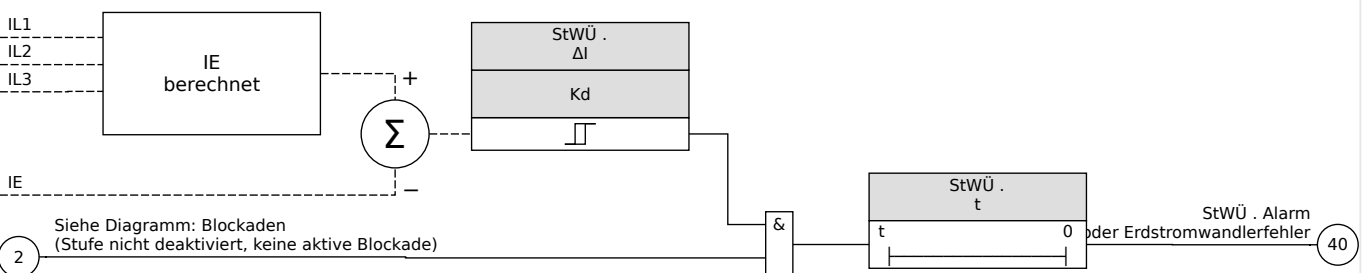 IL1
IL2
IL3
IE
berechnet
+
Σ
−
StWÜ .
ΔI
Kd
IE
Siehe Diagramm: Blockaden
(Stufe nicht deaktiviert, keine aktive Blockade)
2
&
StWÜ .
t
t 0
StWÜ . Alarm
oder Erdstromwandlerfehler
40